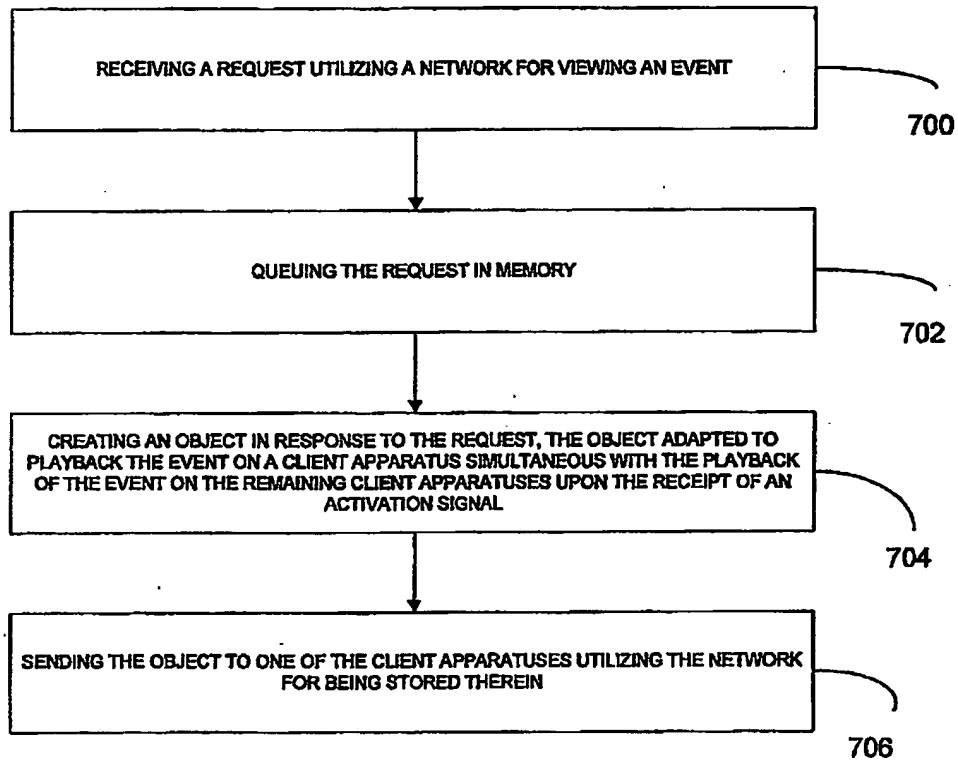 RECEIVING A REQUEST UTILIZING A NETWORK FOR VIEWING AN EVENT
700
QUEUING THE REQUEST IN MEMORY
702
CREATING AN OBJECT IN RESPONSE TO THE REQUEST, THE OBJECT ADAPTED TO
PLAYBACK THE EVENT ON A CLIENT APPARATUS SIMULTANEOUS WITH THE PLAYBACK
OF THE EVENT ON THE REMAINING CLIENT APPARATUSES UPON THE RECEIPT OF AN
ACTIVATION SIGNAL
704
SENDING THE OBJECT TO ONE OF THE CLIENT APPARATUSES UTILIZING THE NETWORK
FOR BEING STORED THEREIN
706